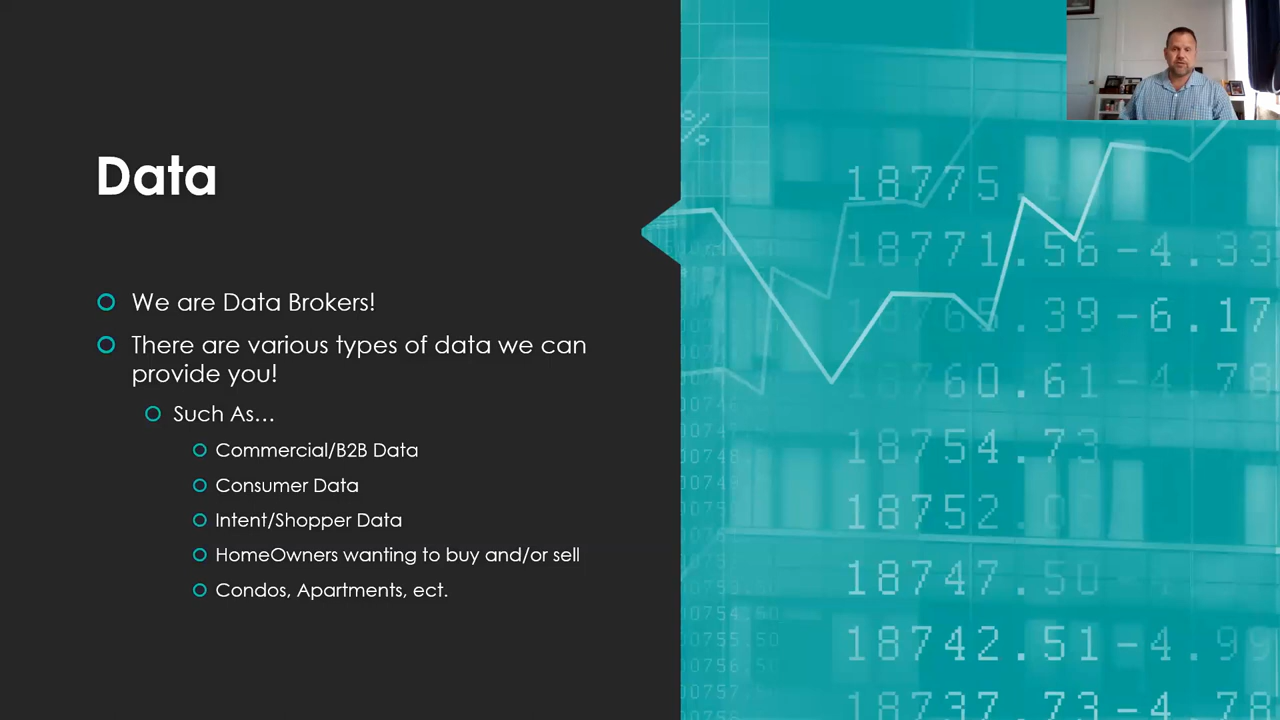 Data
We are Data Brokers!
There are various types of data we can
provide you!
Such As...
Commercial/B2B Data
Consumer Data
Intent/Shopper Data
HomeOwners wanting to buy and/or sell
Condos, Apartments, ect.
%
18775
18771.56-4.33
.39-6.17
18760.61-4.78
18754.73
18752.0
18747.50
18742.51-4.99
18737.73-4.78